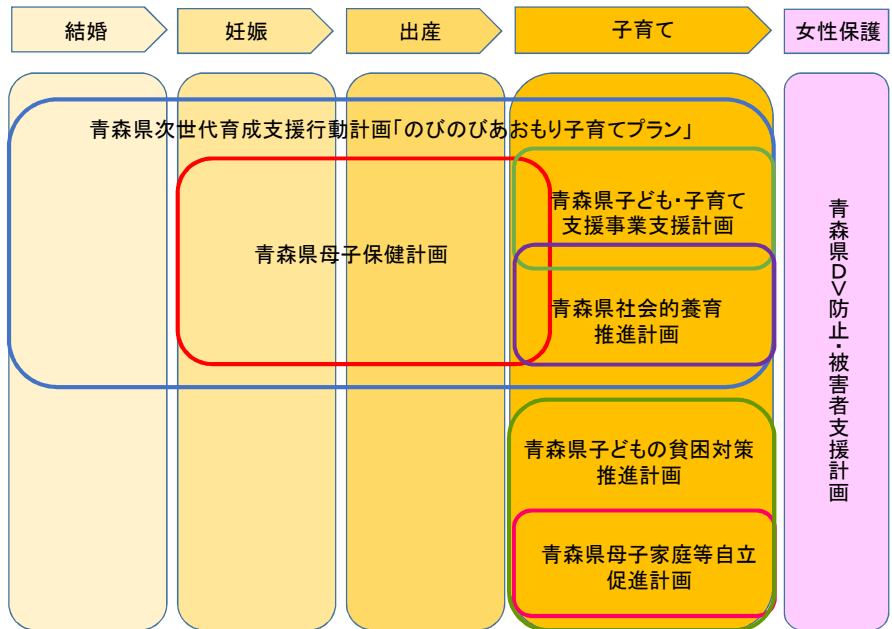 結婚
妊娠
出産
子育て
女性保護
青森県次世代育成支援行動計画「のびのびあおもり子育てプラン」
青森県母子保健計画
青森県子ども・子育て
支援事業支援計画
青森県社会的養育
推進計画
青森県子どもの貧困対策
推進計画
青森県母子家庭等自立
促進計画
青森県DV防止・被害者支援計画